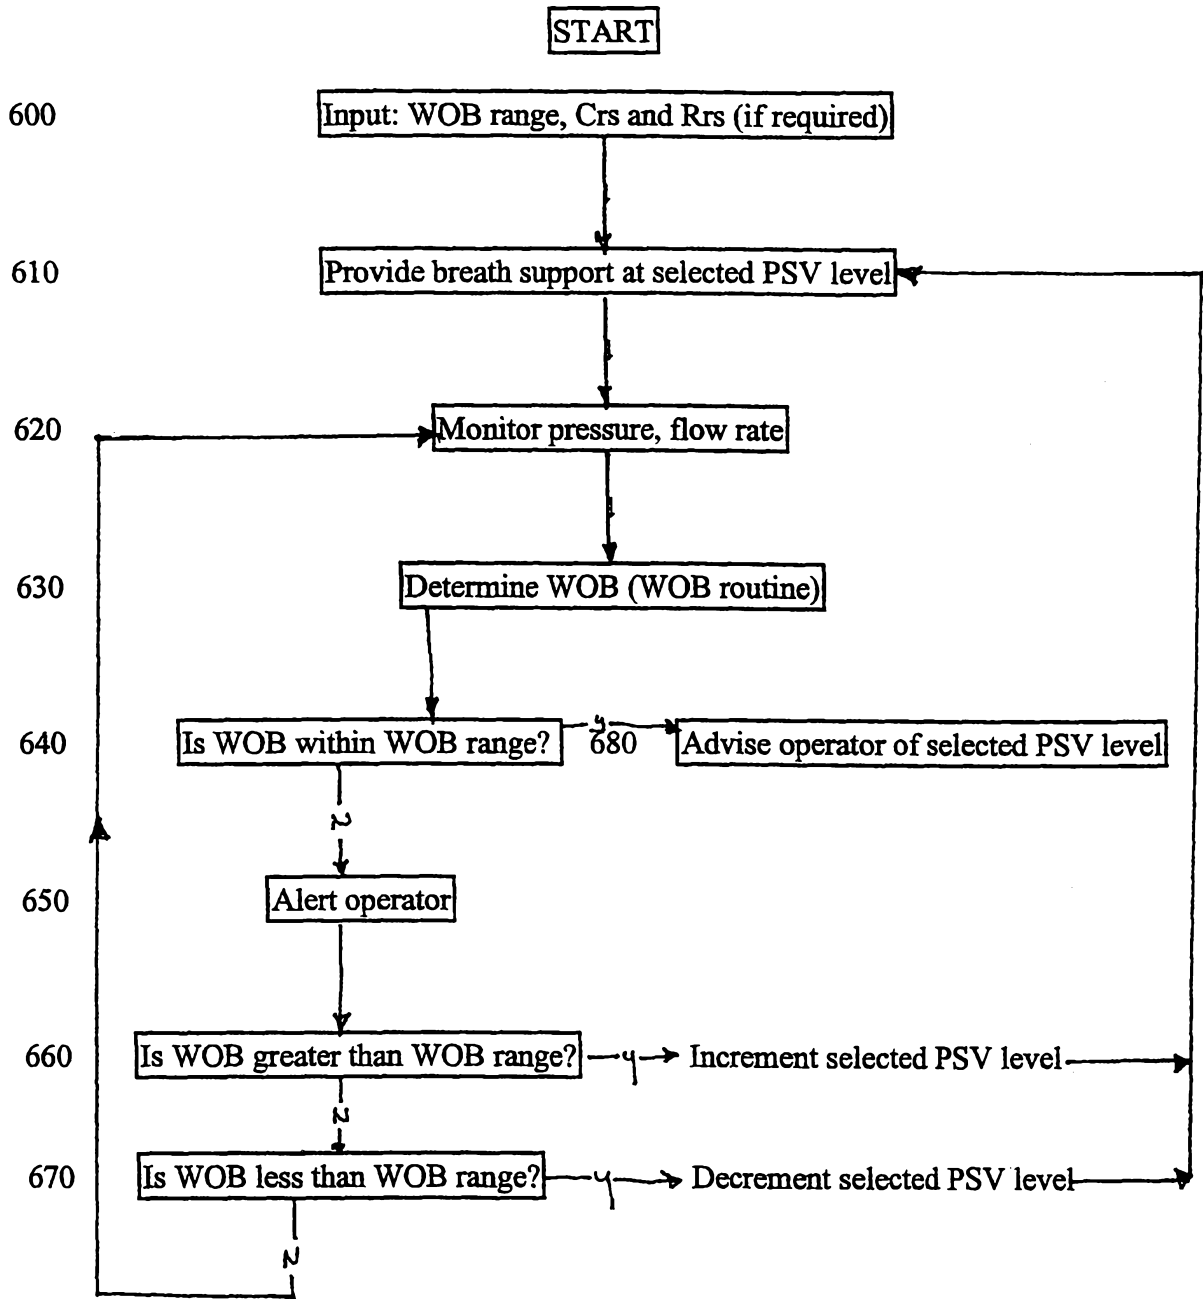 START
600 Input: WOB range, Crs and Rrs (if required)
610 Provide breath support at selected PSV level
620 Monitor pressure, flow rate
630 Determine WOB (WOB routine)
640 Is WOB within WOB range? y 680 Advise operator of selected PSV level
N
650 Alert operator
660 Is WOB greater than WOB range? y Increment selected PSV level
N
670 Is WOB less than WOB range? y Decrement selected PSV level
N